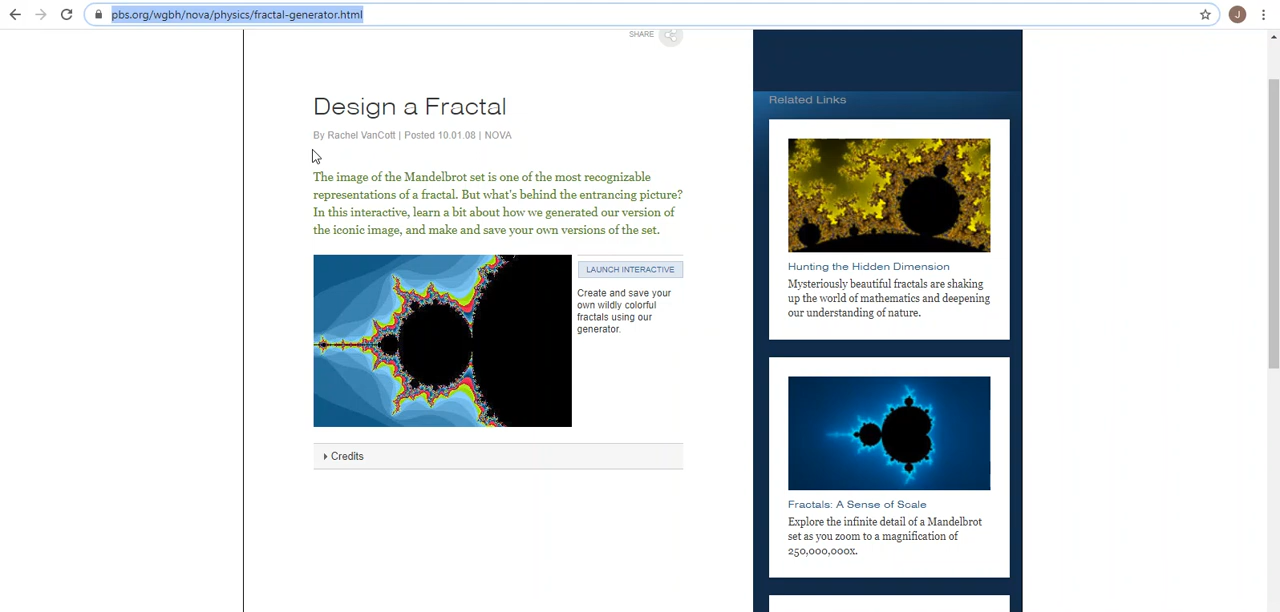 pbs.org/wgbh/nova/physics/fractal-generator.html
J
SHARE
Design a Fractal
By Rachel VanCott | Posted 10.01.08 | NOVA
The image of the Mandelbrot set is one of the most recognizable
representations of a fractal. But what's behind the entrancing picture?
In this interactive, learn a bit about how we generated our version of
the iconic image, and make and save your own versions of the set.
LAUNCH INTERACTIVE
Create and save your
own wildly colorful
fractals using our
generator.
Credits
Related Links
Hunting the Hidden Dimension
Mysteriously beautiful fractals are shaking
up the world of mathematics and deepening
our understanding of nature.
Fractals: A Sense of Scale
Explore the infinite detail of a Mandelbrot
set as you zoom to a magnification of
250,000,000x.